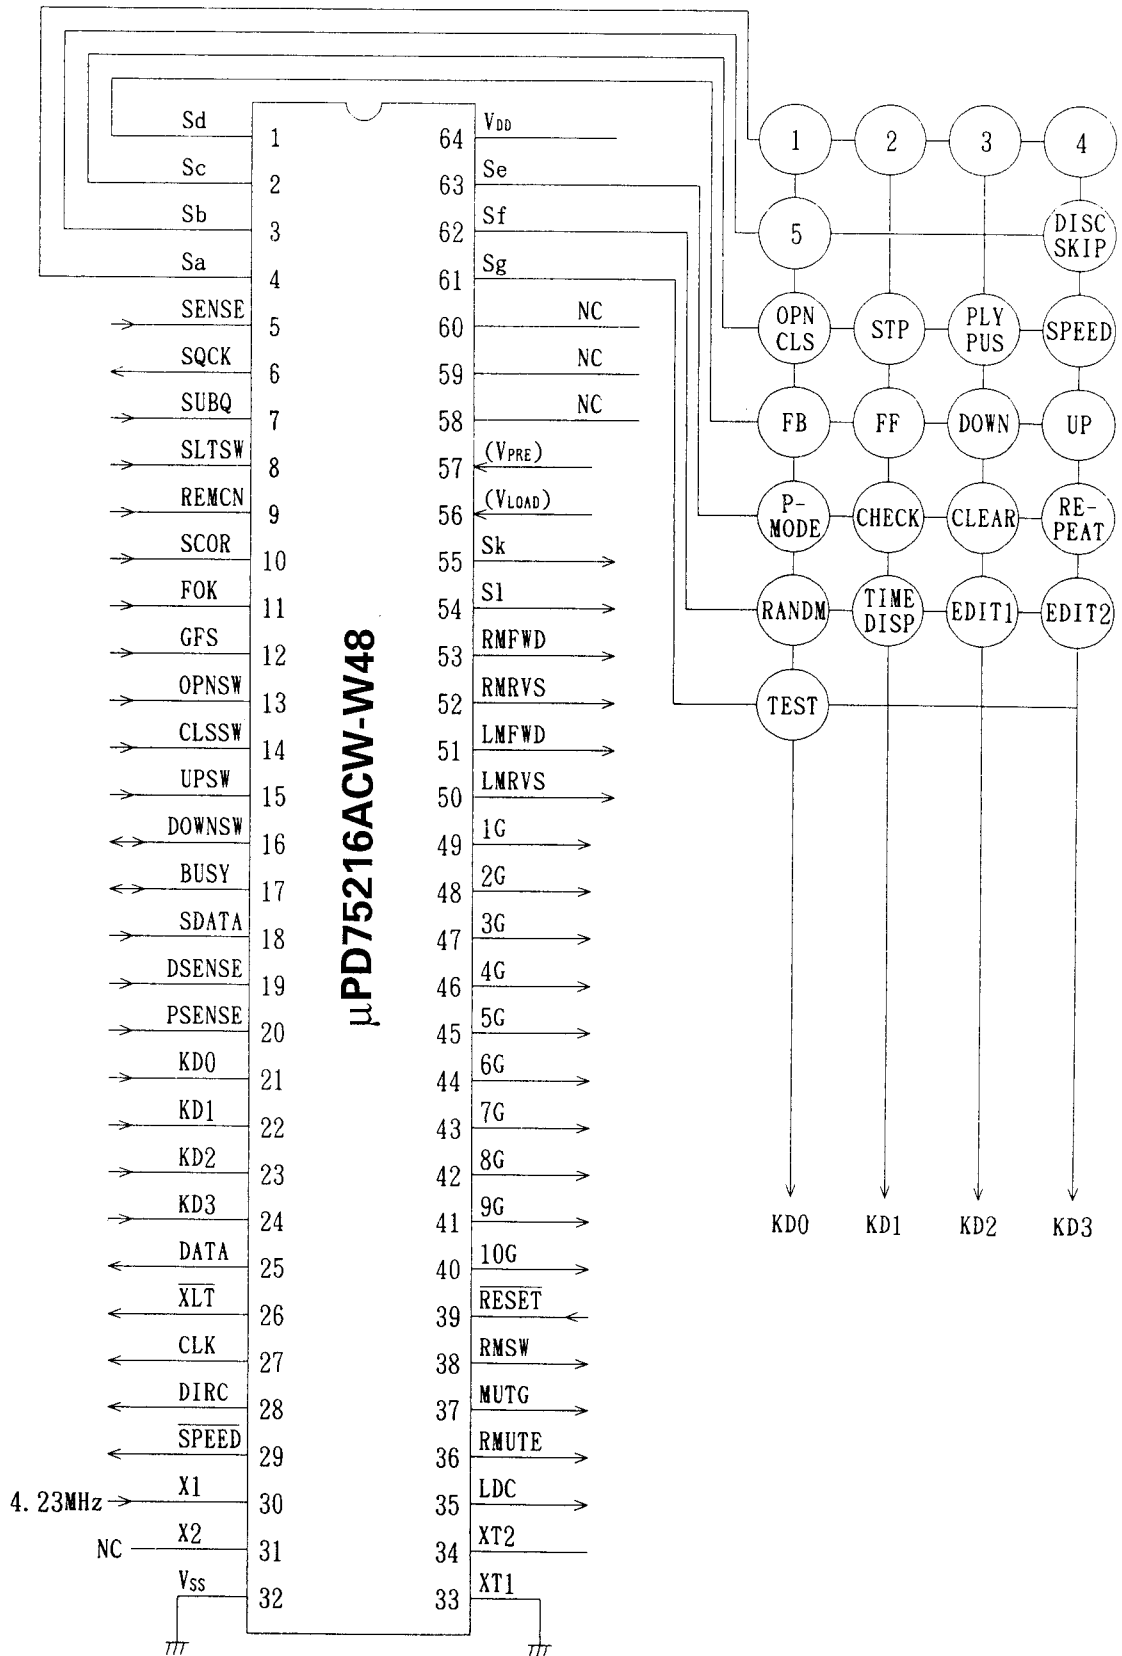 Sd 1 64 VDD
Sc 2 63 Se
Sb 3 62 Sf
Sa 4 61 Sg
SENSE 5 60 NC
SQCK 6 59 NC
SUBQ 7 58 NC
SLTSW 8 57 (VPRE)
REMCN 9 56 (VLOAD)
SCOR 10 55 Sk
FOK 11 54 Sl
GFS 12 53 RMFWD
OPNSW 13 52 RMRVS
CLSSW 14 51 LMFWD
UPSW 15 50 LMRVS
DOWNSW 16 49 1G
BUSY 17 48 2G
SDATA 18 47 3G
DSENSE 19 46 4G
PSENSE 20 45 5G
KD0 21 44 6G
KD1 22 43 7G
KD2 23 42 8G
KD3 24 41 9G
DATA 25 40 10G
XLT 26 39 RESET
CLK 27 38 RMSW
DIRC 28 37 MUTG
SPEED 29 36 RMUTE
4.23MHz X1 30 35 LDC
NC X2 31 34 XT2
Vss 32 33 XT1
μPD75216ACW-W48
1 2 3 4
5 DISC
SKIP
OPN
CLS
STP
PLY
PUS
SPEED
FB FF DOWN UP
P-
MODE
CHECK CLEAR
RE-
PEAT
RANDM
TIME
DISP
EDIT1 EDIT2
TEST
KD0 KD1 KD2 KD3